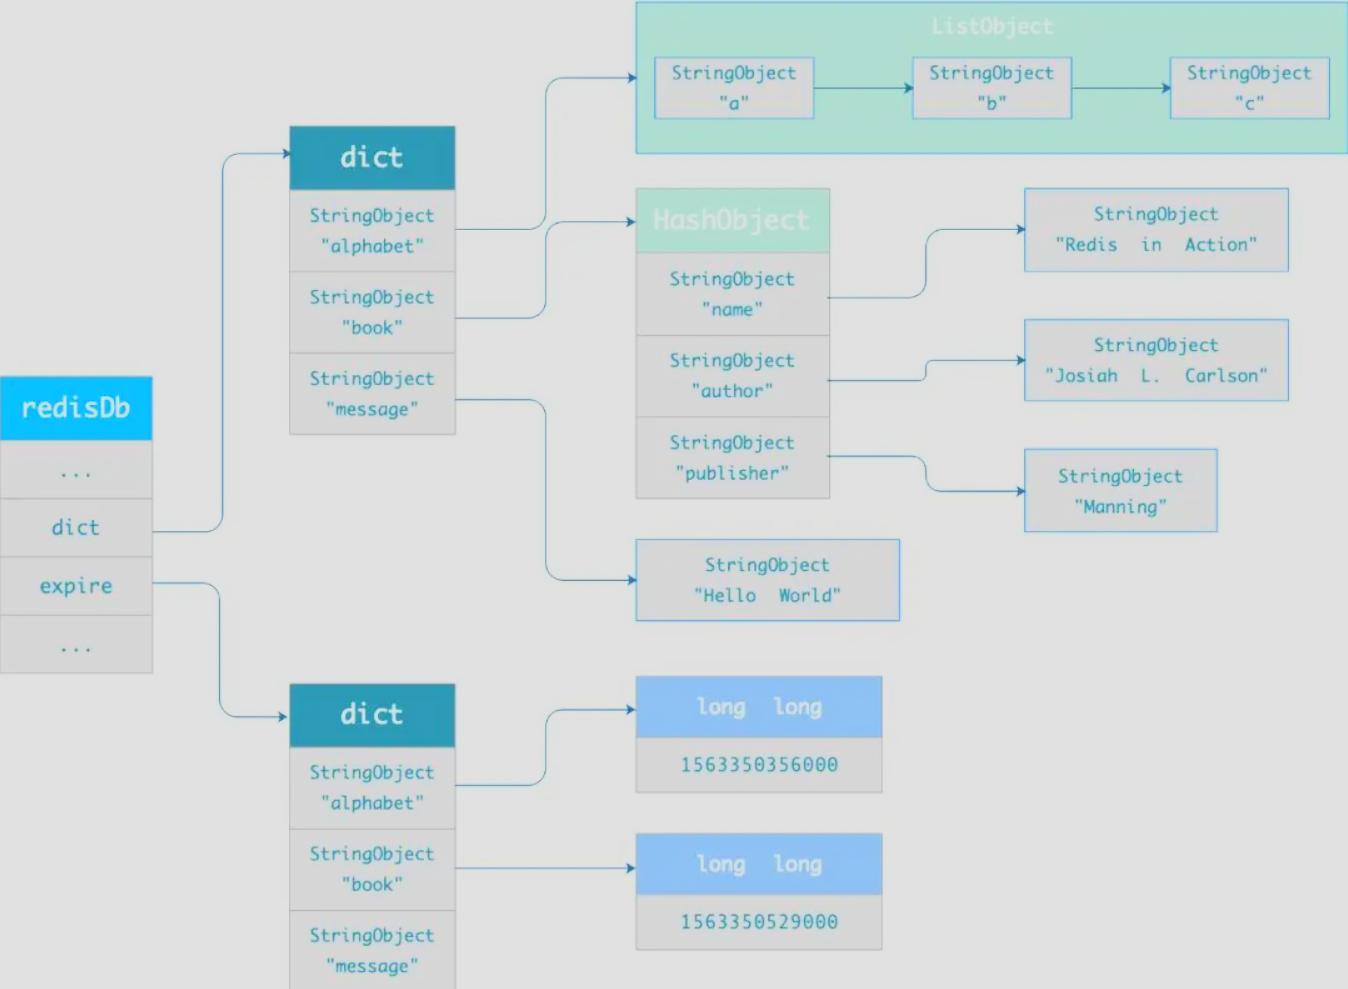 ListObject
StringObject
"a"
StringObject
"b"
StringObject
"c"
dict
StringObject
"alphabet"
StringObject
"book"
StringObject
"message"
HashObject
StringObject
"name"
StringObject
"author"
StringObject
"publisher"
StringObject
"Redis in Action"
StringObject
"Josiah L. Carlson"
StringObject
"Manning"
StringObject
"Hello World"
redisDb
...
dict
expire
...
dict
StringObject
"alphabet"
StringObject
"book"
StringObject
"message"
long long
1563350356000
long long
1563350529000